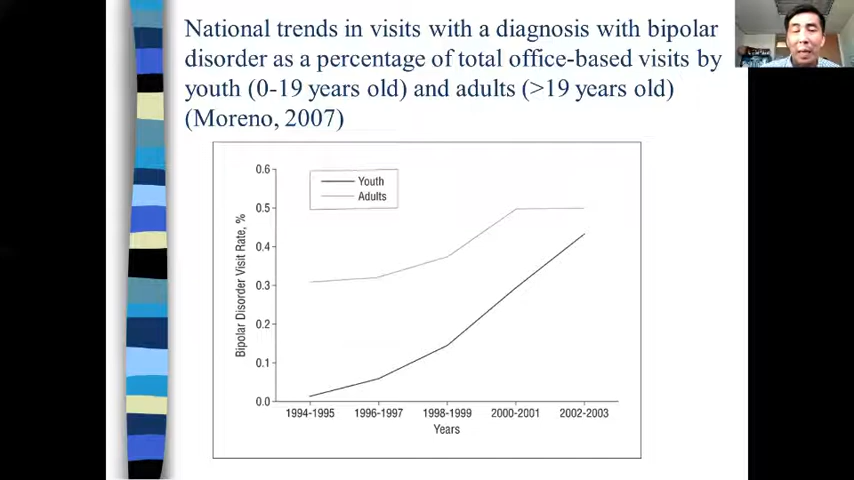 National trends in visits with a diagnosis with bipolar
disorder as a percentage of total office-based visits by
youth (0-19 years old) and adults (>19 years old)
(Moreno, 2007)
Youth
Adults
Bipolar Disorder Visit Rate, %
0.6
0.5
0.4
0.3
0.2
0.1
0.0
1994-1995 1996-1997 1998-1999 2000-2001 2002-2003
Years